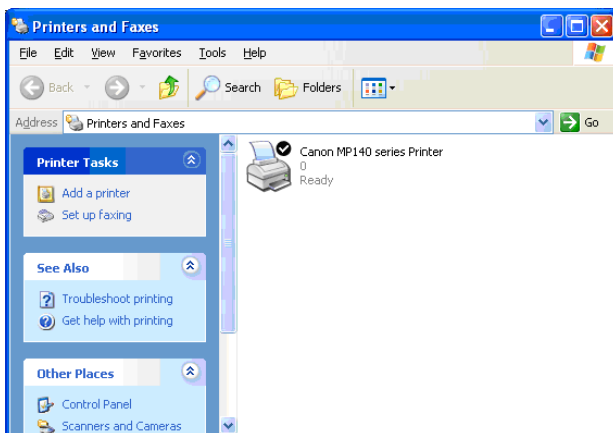 Printers and Faxes
File Edit View Favorites Tools Help
Back Search Folders
Address Printers and Faxes Go
Printer Tasks
Add a printer
Set up faxing
See Also
Troubleshoot printing
Get help with printing
Other Places
Control Panel
Scanners and Cameras
Canon MP140 series Printer
0
Ready